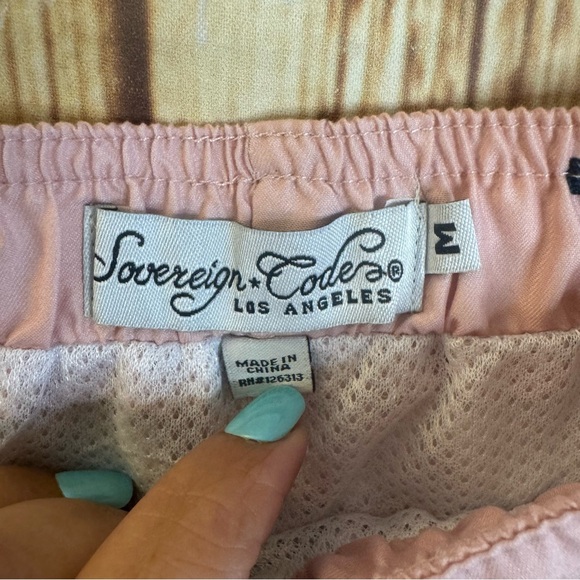 Sovereign★Code®
LOS ANGELES
M
MADE IN
CHINA
RN#126313